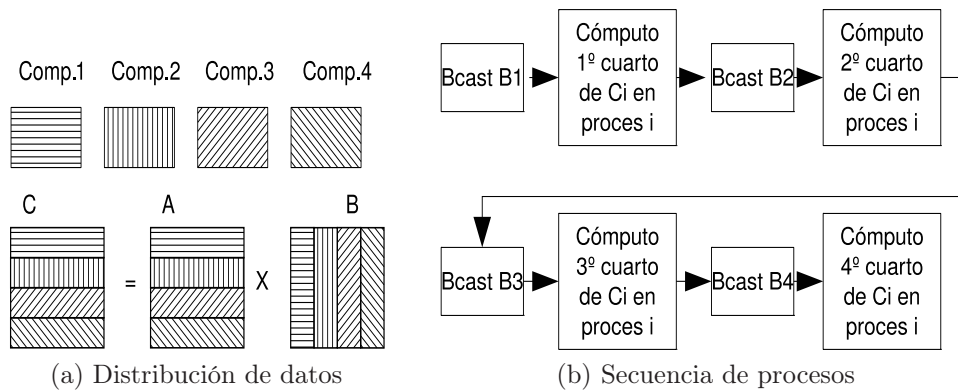 Comp.1 Comp.2 Comp.3 Comp.4
C A B
= X
(a) Distribución de datos
Bcast B1
Cómputo
1º cuarto
de Ci en
proces i
Bcast B2
Cómputo
2º cuarto
de Ci en
proces i
Bcast B3
Cómputo
3º cuarto
de Ci en
proces i
Bcast B4
Cómputo
4º cuarto
de Ci en
proces i
(b) Secuencia de procesos